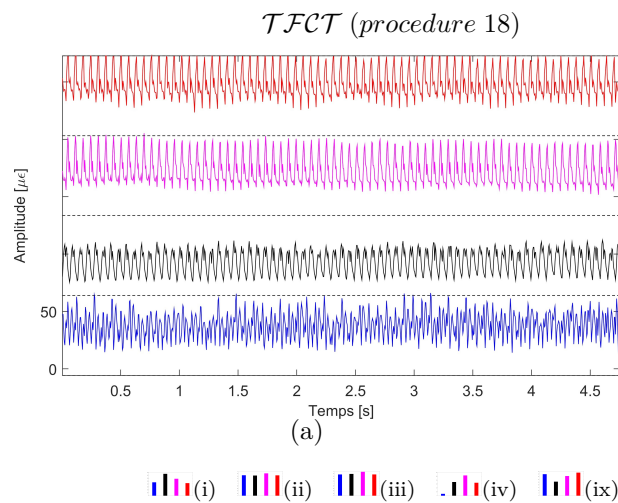 TFCT (procedure 18)
Amplitude [με]
50
0
0.5 1 1.5 2 2.5 3 3.5 4 4.5
Temps [s]
(a)
(i) (ii) (iii) (iv) (ix)